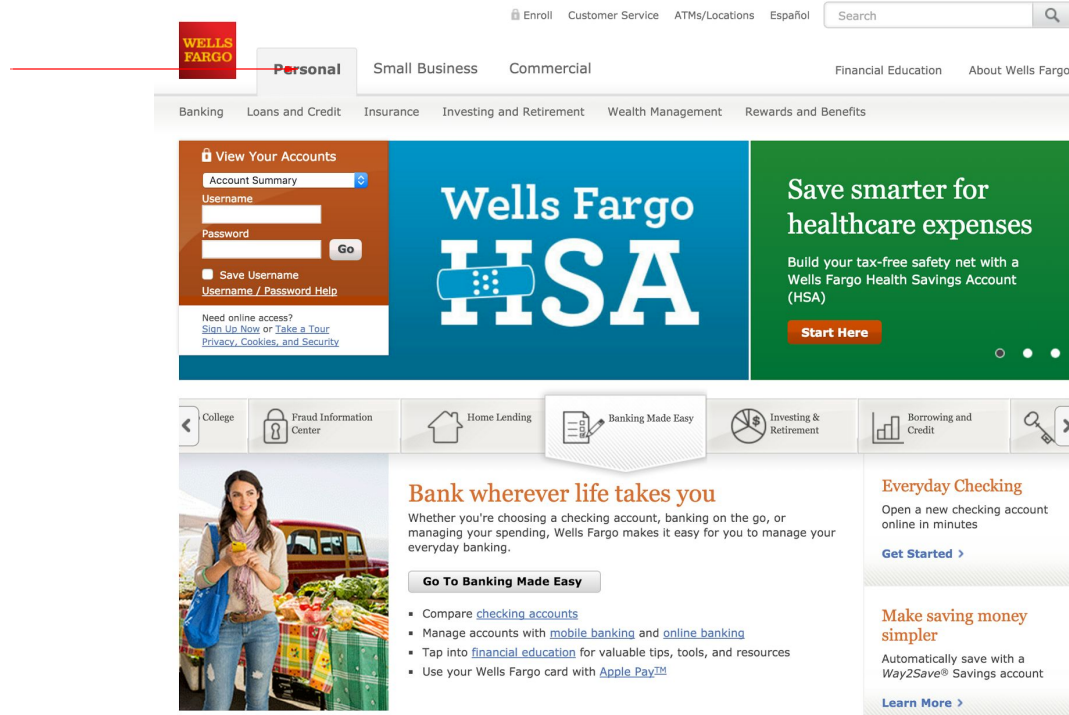 Enroll Customer Service ATMs/Locations Español Search
WELLS
FARGO
Personal Small Business Commercial Financial Education About Wells Fargo
Banking Loans and Credit Insurance Investing and Retirement Wealth Management Rewards and Benefits
View Your Accounts
Account Summary
Username
Password
Go
Save Username
Username / Password Help
Need online access?
Sign Up Now or Take a Tour
Privacy, Cookies, and Security
Wells Fargo
HSA
Save smarter for
healthcare expenses
Build your tax-free safety net with a
Wells Fargo Health Savings Account
(HSA)
Start Here
College
Fraud Information
Center
Home Lending
Banking Made Easy
Investing &
Retirement
Borrowing and
Credit
Bank wherever life takes you
Whether you're choosing a checking account, banking on the go, or
managing your spending, Wells Fargo makes it easy for you to manage your
everyday banking.
Go To Banking Made Easy
▪ Compare checking accounts
▪ Manage accounts with mobile banking and online banking
▪ Tap into financial education for valuable tips, tools, and resources
▪ Use your Wells Fargo card with Apple Pay™
Everyday Checking
Open a new checking account
online in minutes
Get Started >
Make saving money
simpler
Automatically save with a
Way2Save® Savings account
Learn More >